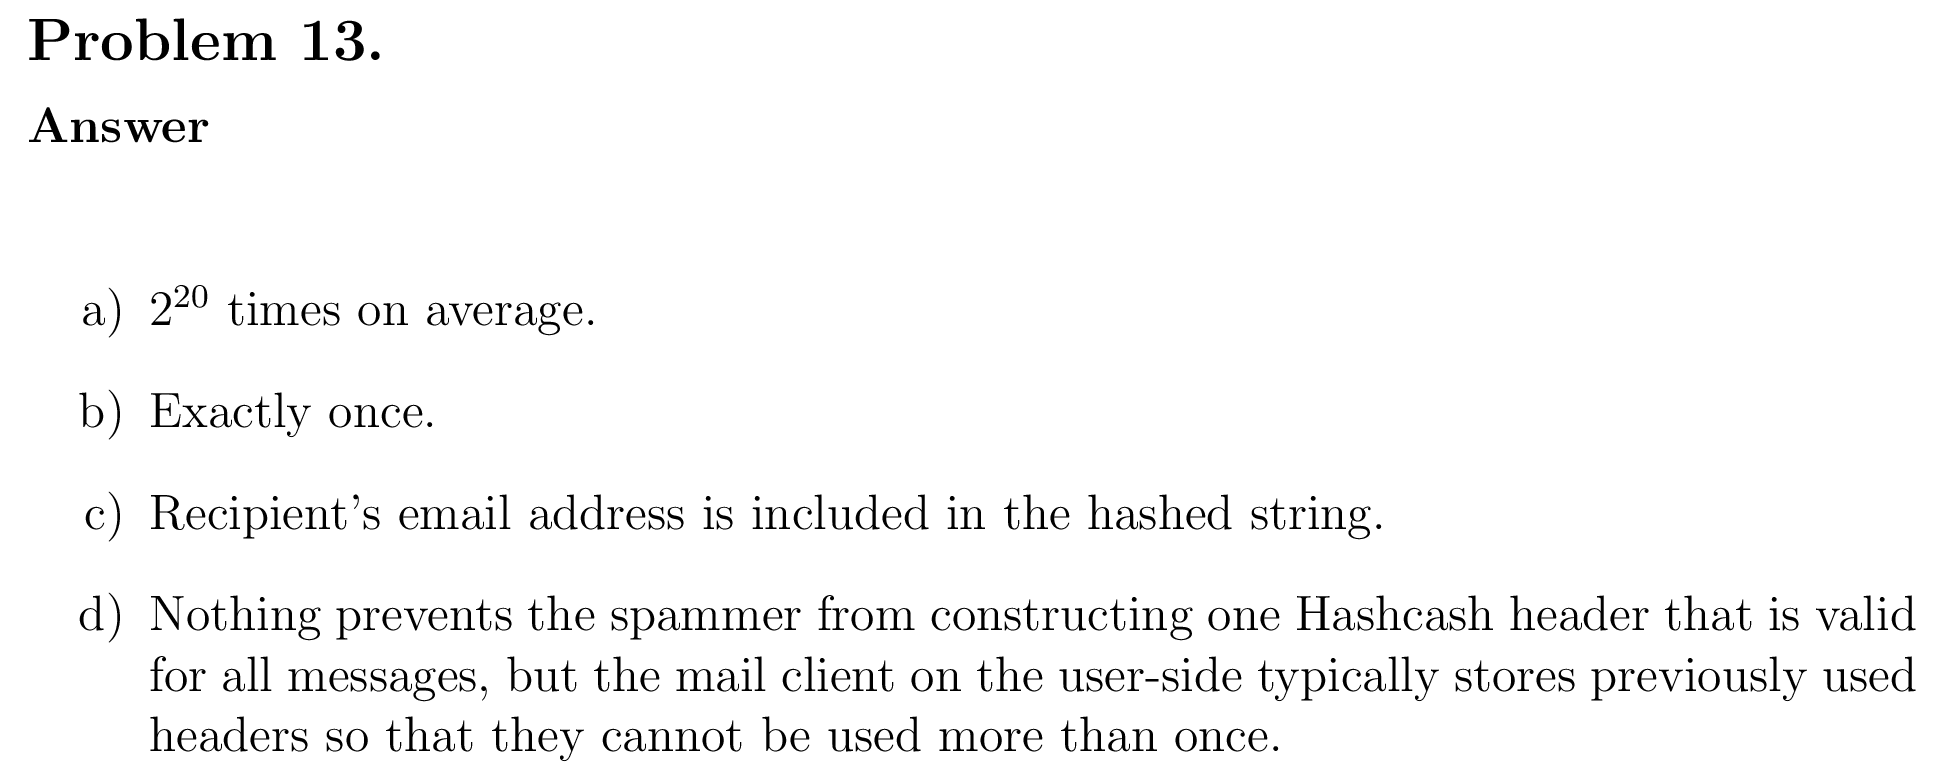 Problem 13.
Answer
a) 2²⁰ times on average.
b) Exactly once.
c) Recipient's email address is included in the hashed string.
d) Nothing prevents the spammer from constructing one Hashcash header that is valid
for all messages, but the mail client on the user-side typically stores previously used
headers so that they cannot be used more than once.